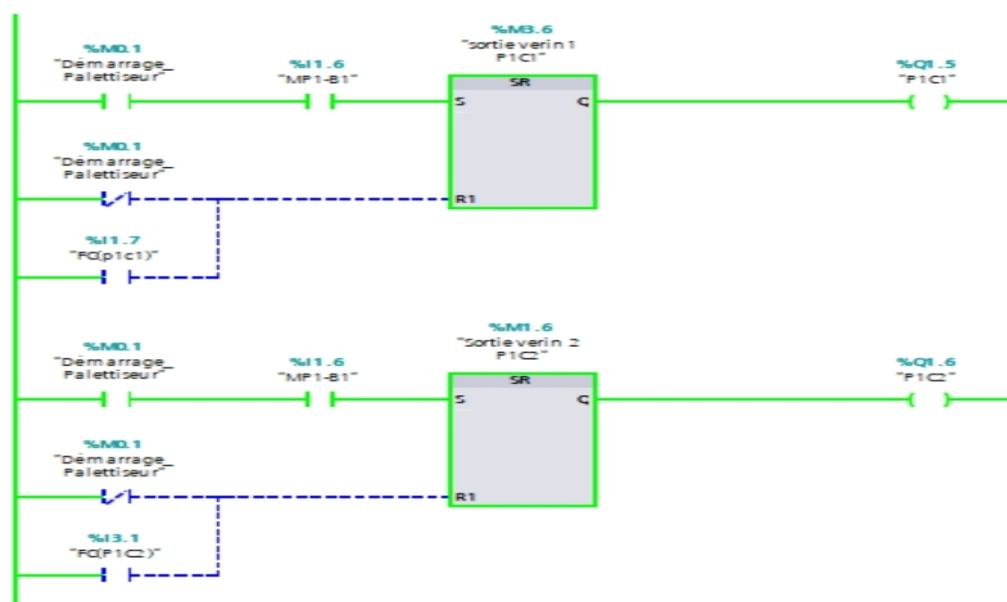 %M3.6
"sortie verin 1
P1C1"
%M0.1
"Démarrage_
Palettiseur"
%I1.6
"MP1-B1"
SR
S
Q
%Q1.5
"P1C1"
%M0.1
"Démarrage_
Palettiseur"
R1
%I1.7
"FC(p1c1)"
%M1.6
"Sortie verin 2
P1C2"
%M0.1
"Démarrage_
Palettiseur"
%I1.6
"MP1-B1"
SR
S
Q
%Q1.6
"P1C2"
%M0.1
"Démarrage_
Palettiseur"
R1
%I3.1
"FC(P1C2)"